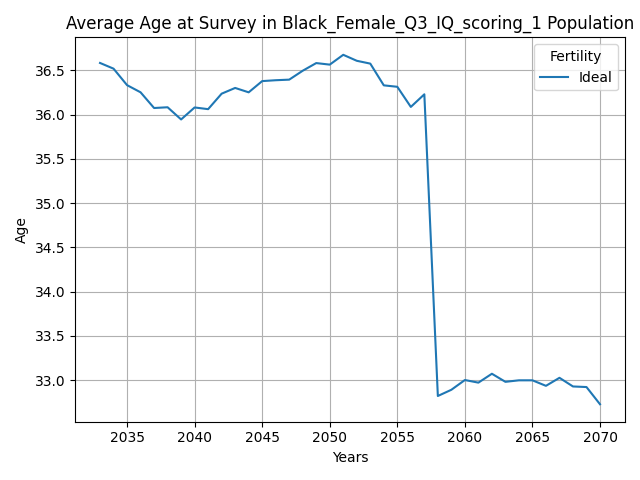 Average Age at Survey in Black_Female_Q3_IQ_scoring_1 Population
Fertility
Ideal
Age
36.5
36.0
35.5
35.0
34.5
34.0
33.5
33.0
2035 2040 2045 2050 2055 2060 2065 2070
Years